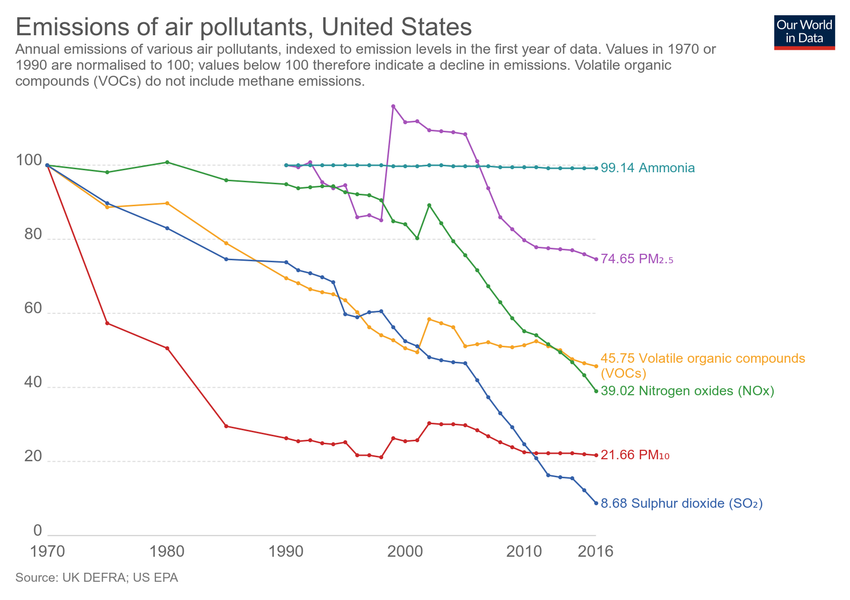 Emissions of air pollutants, United States
Our World
in Data
Annual emissions of various air pollutants, indexed to emission levels in the first year of data. Values in 1970 or
1990 are normalised to 100; values below 100 therefore indicate a decline in emissions. Volatile organic
compounds (VOCs) do not include methane emissions.
100
80
60
40
20
0
99.14 Ammonia
74.65 PM₂.₅
45.75 Volatile organic compounds
(VOCs)
39.02 Nitrogen oxides (NOx)
21.66 PM₁₀
8.68 Sulphur dioxide (SO₂)
1970
1980
1990
2000
2010
2016
Source: UK DEFRA; US EPA